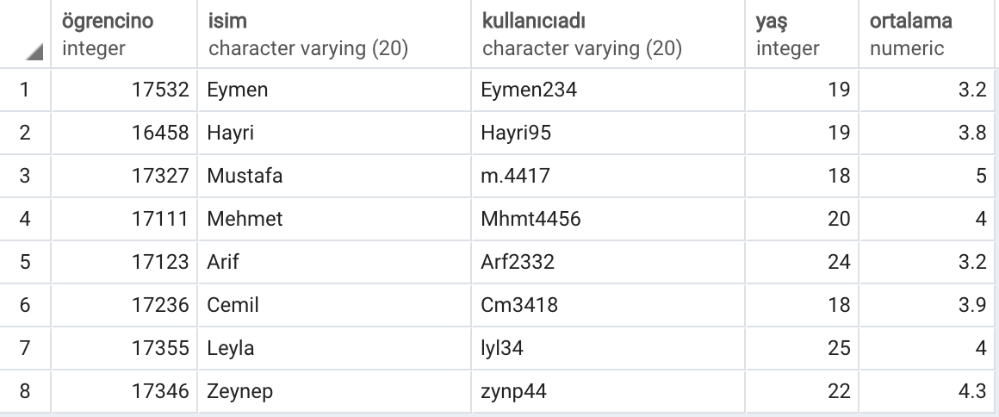 ögrencino isim kullanıcıadı yaş ortalama
integer character varying (20) character varying (20) integer numeric
1 17532 Eymen Eymen234 19 3.2
2 16458 Hayri Hayri95 19 3.8
3 17327 Mustafa m.4417 18 5
4 17111 Mehmet Mhmt4456 20 4
5 17123 Arif Arf2332 24 3.2
6 17236 Cemil Cm3418 18 3.9
7 17355 Leyla lyl34 25 4
8 17346 Zeynep zynp44 22 4.3